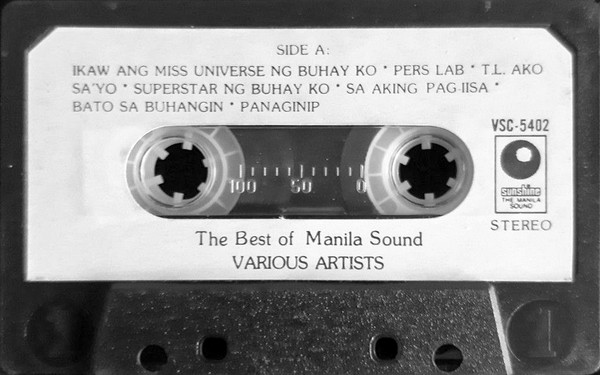 SIDE A:
IKAW ANG MISS UNIVERSE NG BUHAY KO * PERS LAB * T.L. AKO
SA'YO * SUPERSTAR NG BUHAY KO * SA AKING PAG-IISA *
BATO SA BUHANGIN * PANAGINIP
VSC-5402
100 50 0
sunshine
THE MANILA
SOUND
STEREO
The Best of Manila Sound
VARIOUS ARTISTS
1